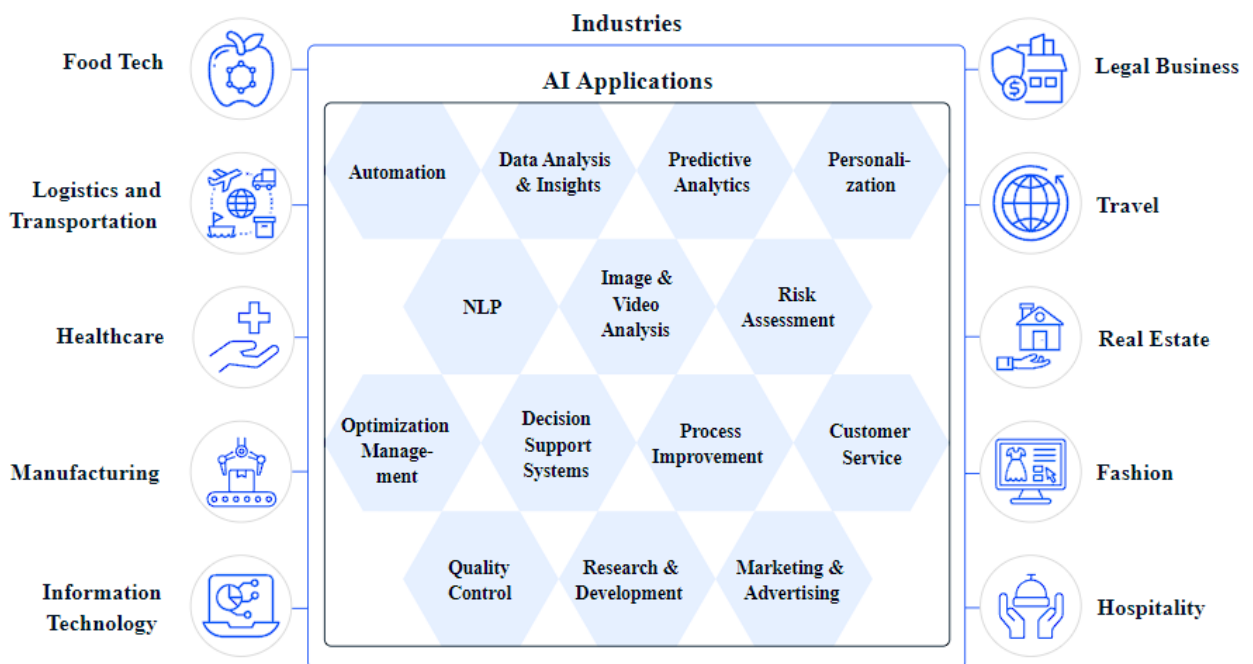 Industries
AI Applications
Food Tech
Logistics and
Transportation
Healthcare
Manufacturing
Information
Technology
Automation
Data Analysis
& Insights
Predictive
Analytics
Personali-
zation
NLP
Image &
Video
Analysis
Risk
Assessment
Optimization
Manage-
ment
Decision
Support
Systems
Process
Improvement
Customer
Service
Quality
Control
Research &
Development
Marketing &
Advertising
Legal Business
$
Travel
Real Estate
Fashion
Hospitality